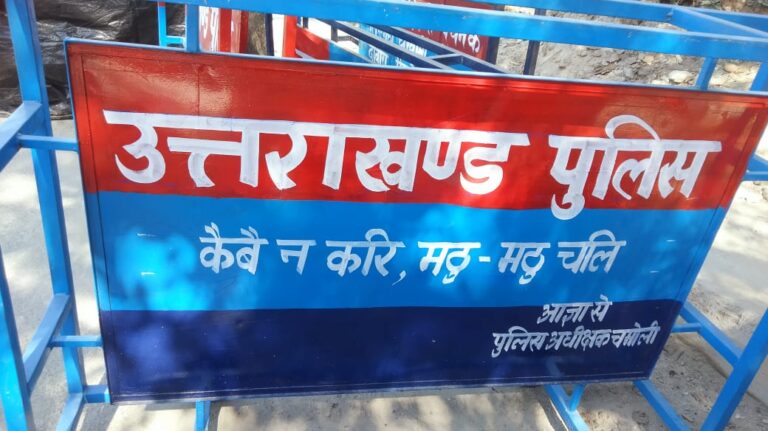 उत्तराखण्ड पुलिस
कैबै न करि, मठु-मठु चलि
आज्ञा से
पुलिस अधीक्षक चमोली